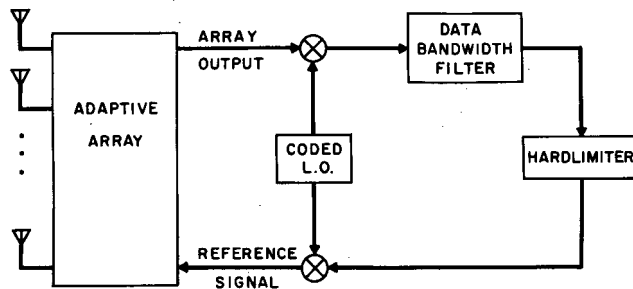 ADAPTIVE
ARRAY
ARRAY
OUTPUT
DATA
BANDWIDTH
FILTER
CODED
L.O.
HARDLIMITER
REFERENCE
SIGNAL